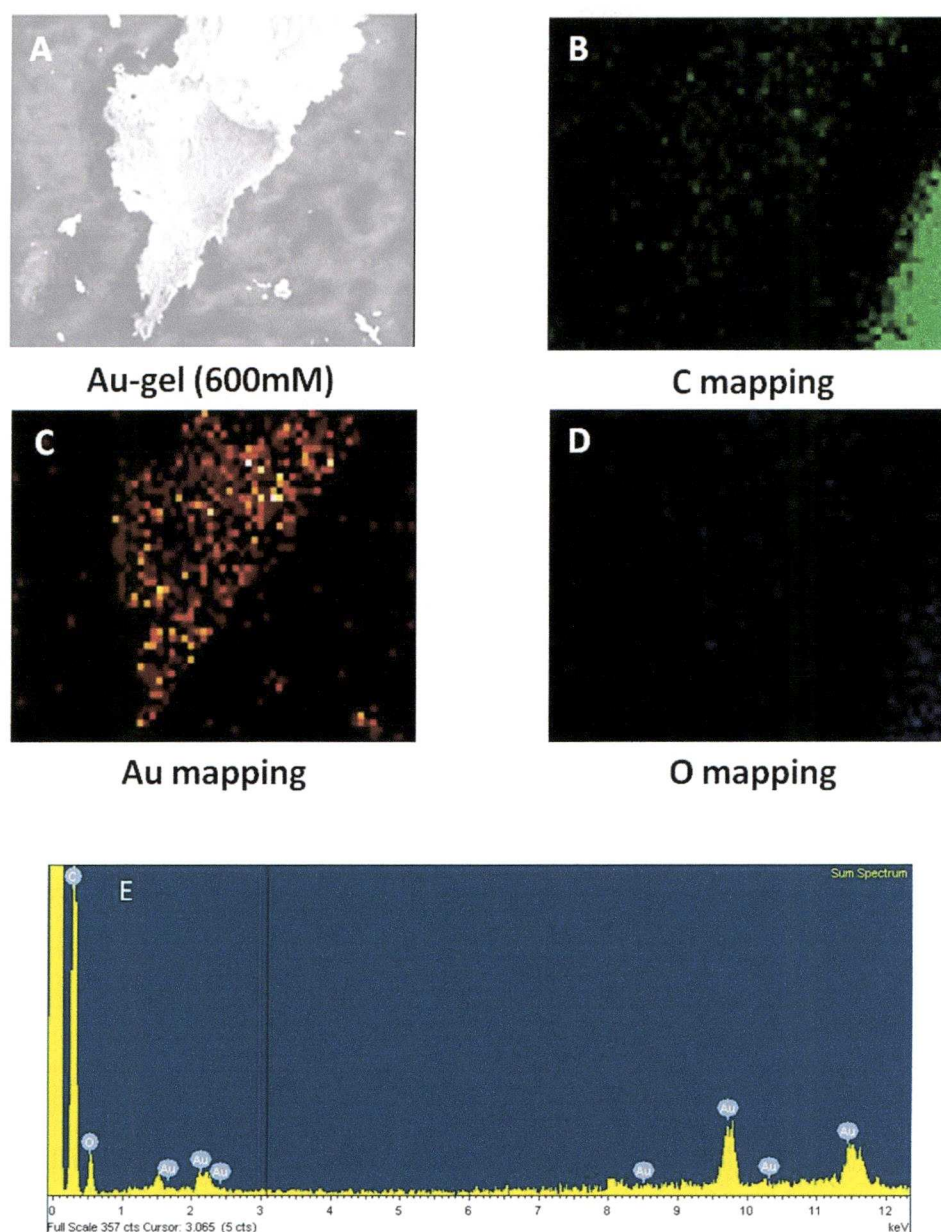 A
B
Au-gel (600mM)
C mapping
C
D
Au mapping
O mapping
Sum Spectrum
C
E
O
Au
Au
Au
Au
Au
Au
Au
0 1 2 3 4 5 6 7 8 9 10 11 12
Full Scale 357 cts Cursor: 3.065 (5 cts) keV